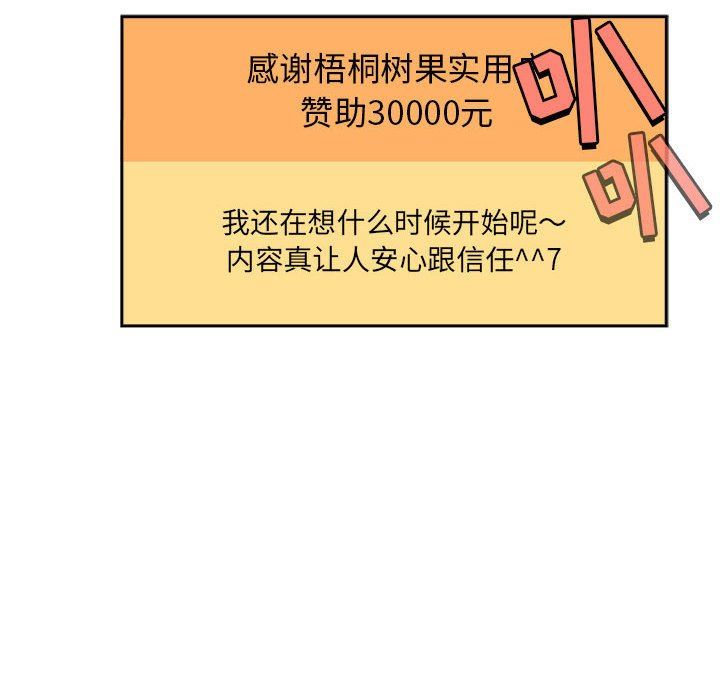 感谢梧桐树果实用
赞助30000元
叭
叭
我还在想什么时候开始呢～
内容真让人安心跟信任^^7